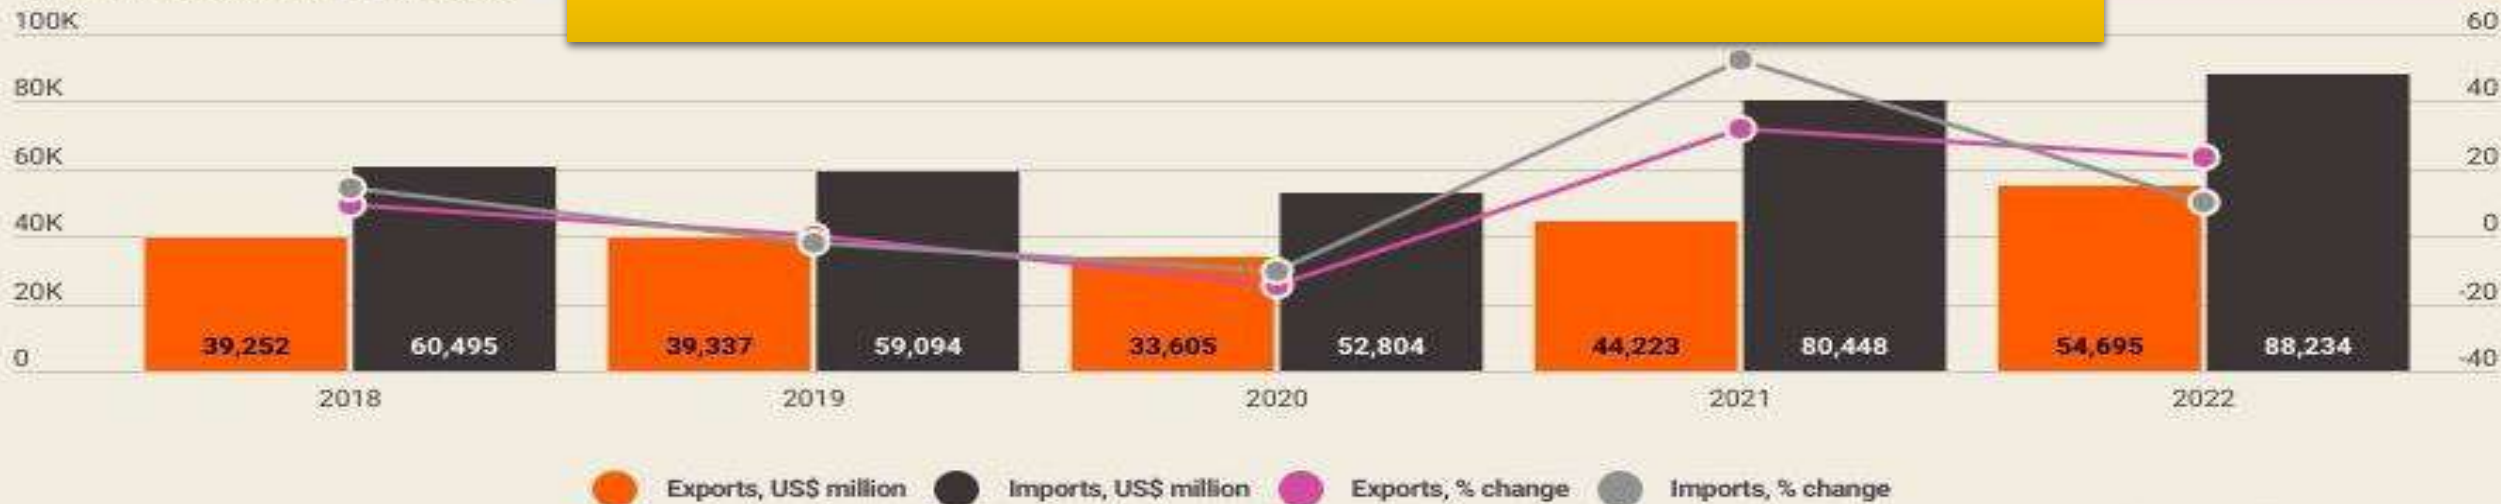 100K 60
80K 40
60K 20
40K 0
20K -20
0 -40
39,252 60,495 39,337 59,094 33,605 52,804 44,223 80,448 54,695 88,234
2018 2019 2020 2021 2022
Exports, US$ million Imports, US$ million Exports, % change Imports, % change